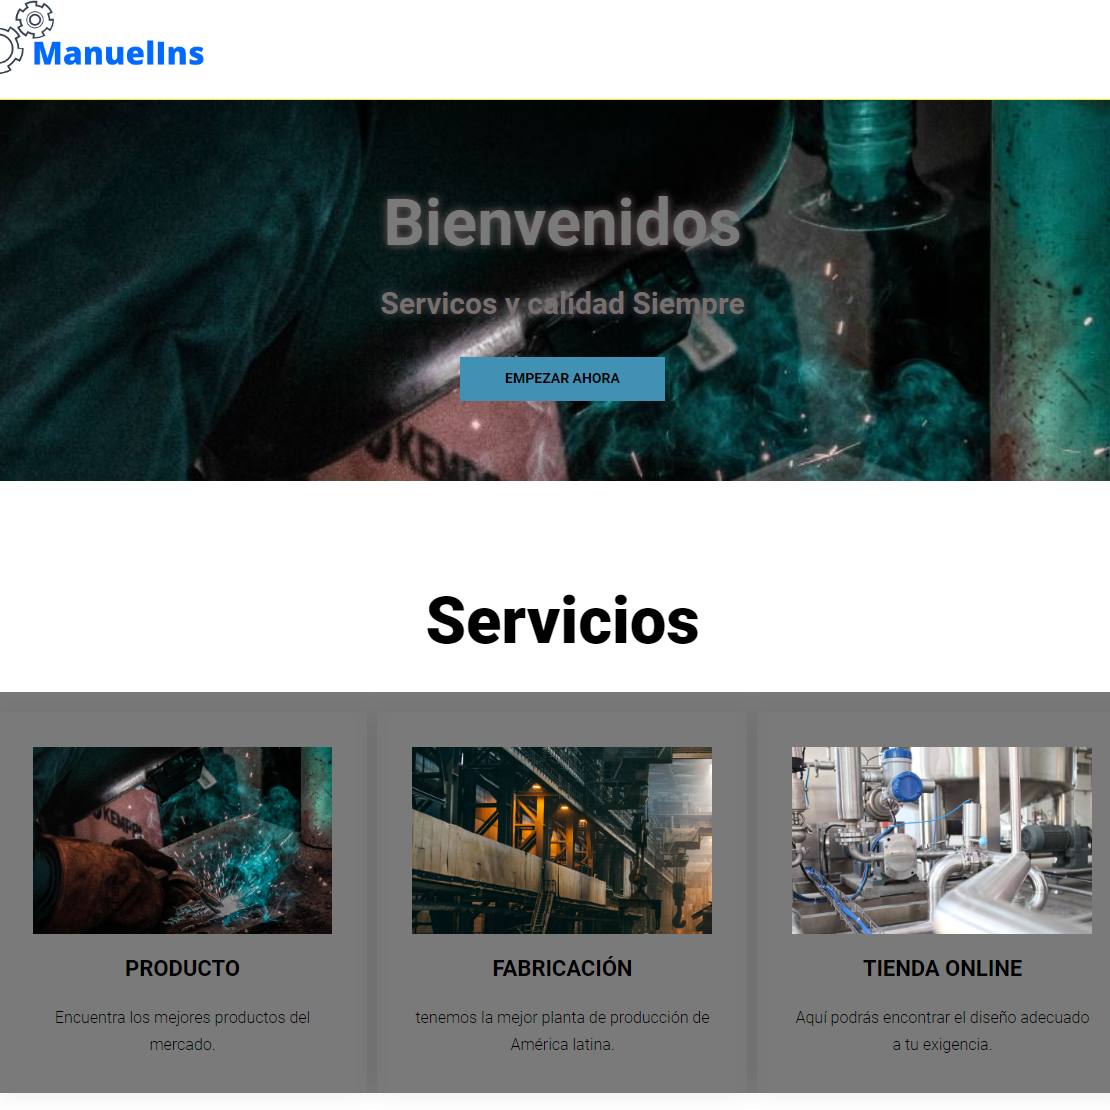 ManuelIns
Bienvenidos
Servicos y calidad Siempre
EMPEZAR AHORA
Servicios
PRODUCTO
Encuentra los mejores productos del
mercado.
FABRICACIÓN
tenemos la mejor planta de producción de
América latina.
TIENDA ONLINE
Aquí podrás encontrar el diseño adecuado
a tu exigencia.